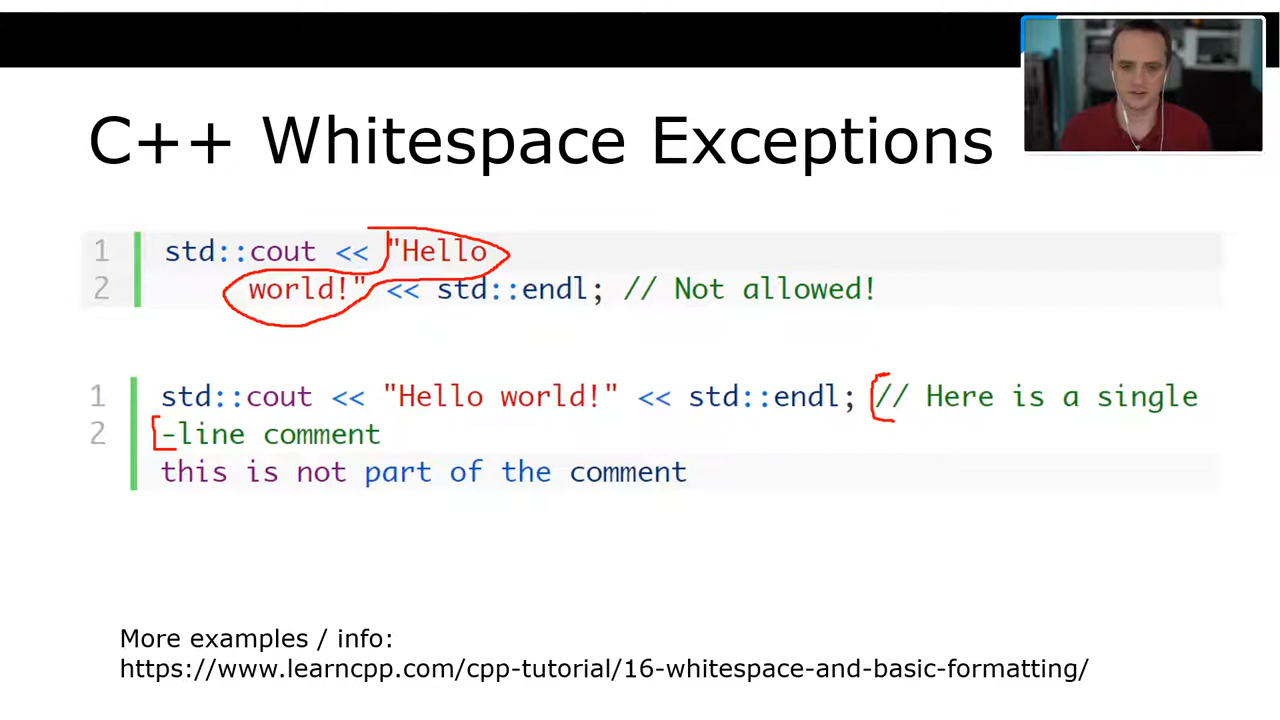 C++ Whitespace Exceptions
1 std::cout << "Hello
2 world!" << std::endl; // Not allowed!
1 std::cout << "Hello world!" << std::endl; // Here is a single
2 -line comment
this is not part of the comment
More examples / info:
https://www.learncpp.com/cpp-tutorial/16-whitespace-and-basic-formatting/